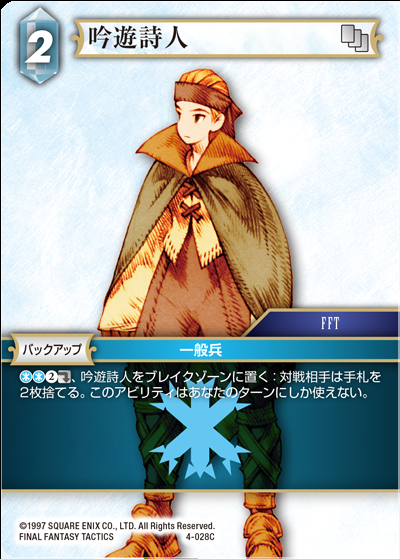 2
吟遊詩人
FFT
バックアップ
一般兵
氷氷2、吟遊詩人をブレイクゾーンに置く：対戦相手は手札を
2枚捨てる。このアビリティはあなたのターンにしか使えない。
©1997 SQUARE ENIX CO., LTD. All Rights Reserved.
FINAL FANTASY TACTICS 4-028C